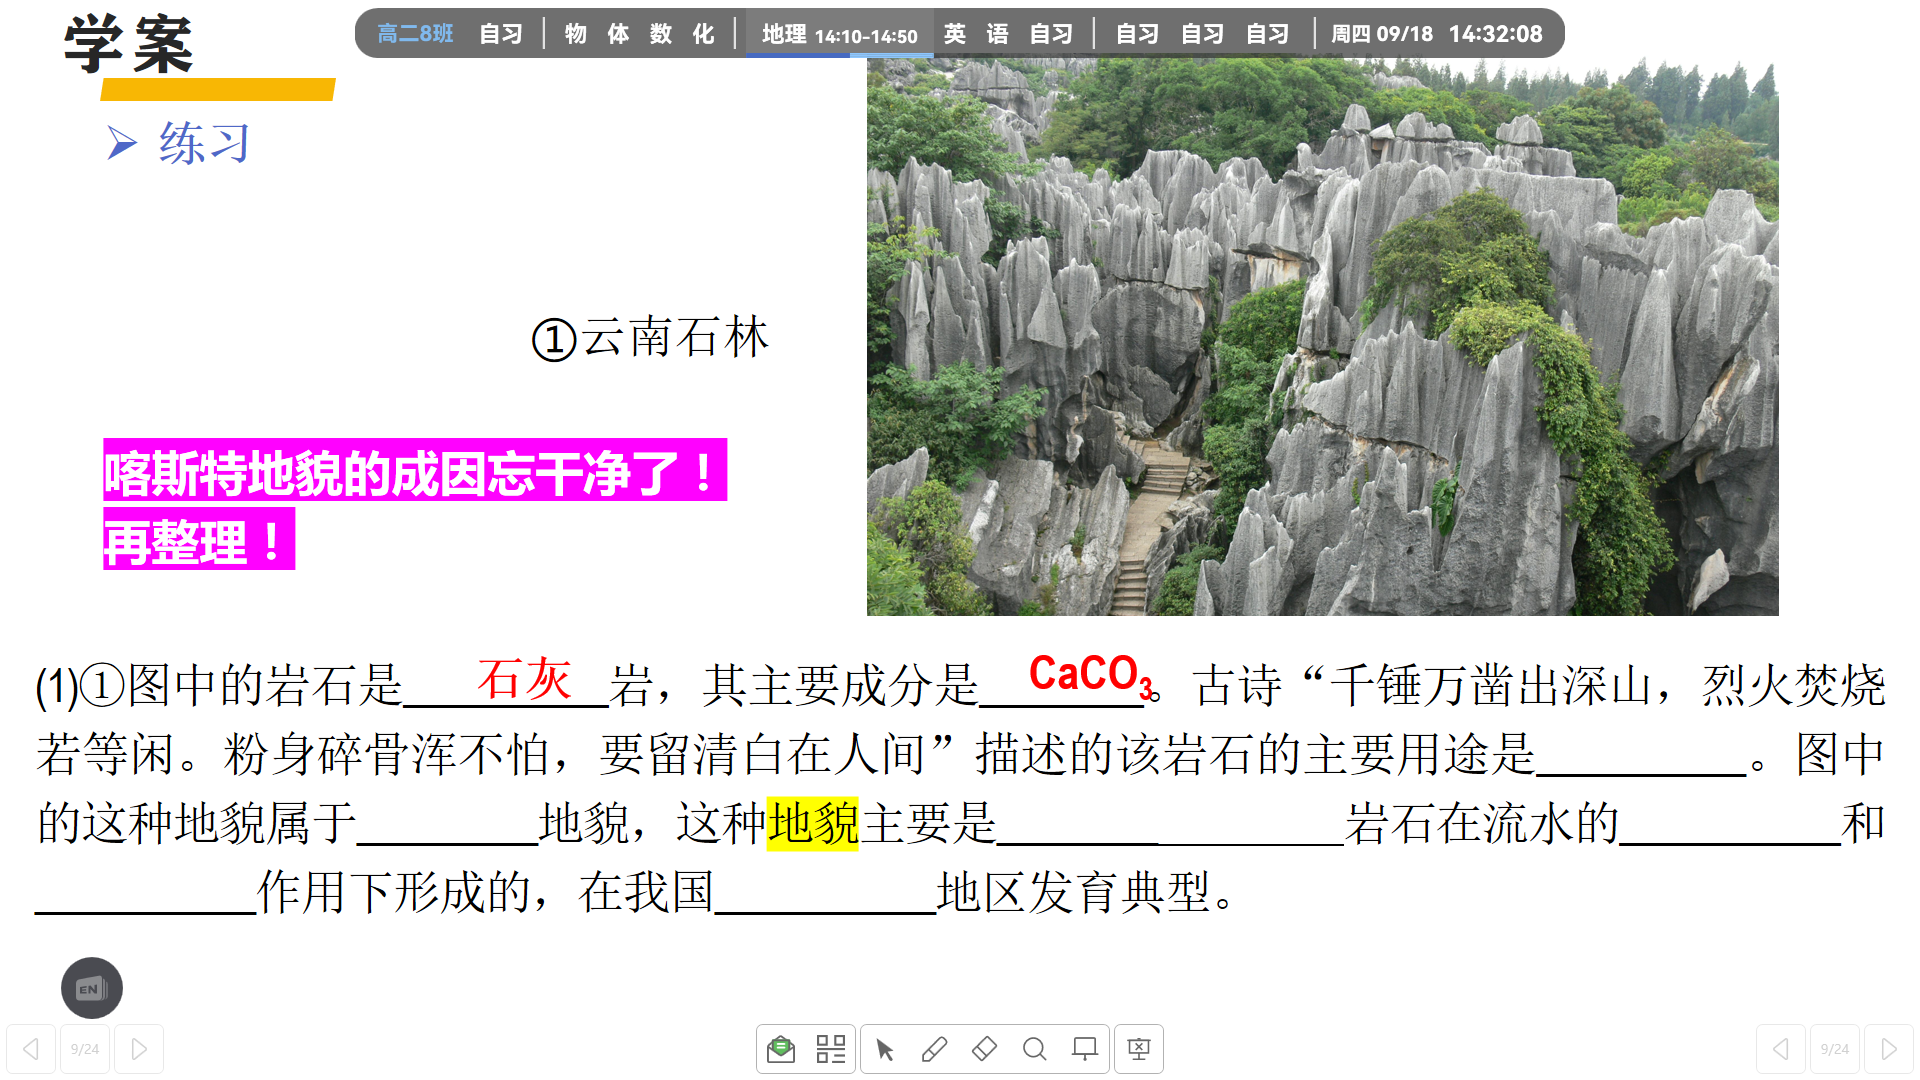 高二8班 自习 | 物 体 数 化 | 地理 14:10-14:50 英 语 自习 | 自习 自习 自习 | 周四 09/18 14:32:08
学案
练习
①云南石林
喀斯特地貌的成因忘干净了！
再整理！
(1)①图中的岩石是____石灰____岩，其主要成分是____CaCO₃。古诗“千锤万凿出深山，烈火焚烧
若等闲。粉身碎骨浑不怕，要留清白在人间”描述的该岩石的主要用途是________。图中
的这种地貌属于________地貌，这种地貌主要是________________岩石在流水的________和
________作用下形成的，在我国________地区发育典型。
EN
9/24
9/24